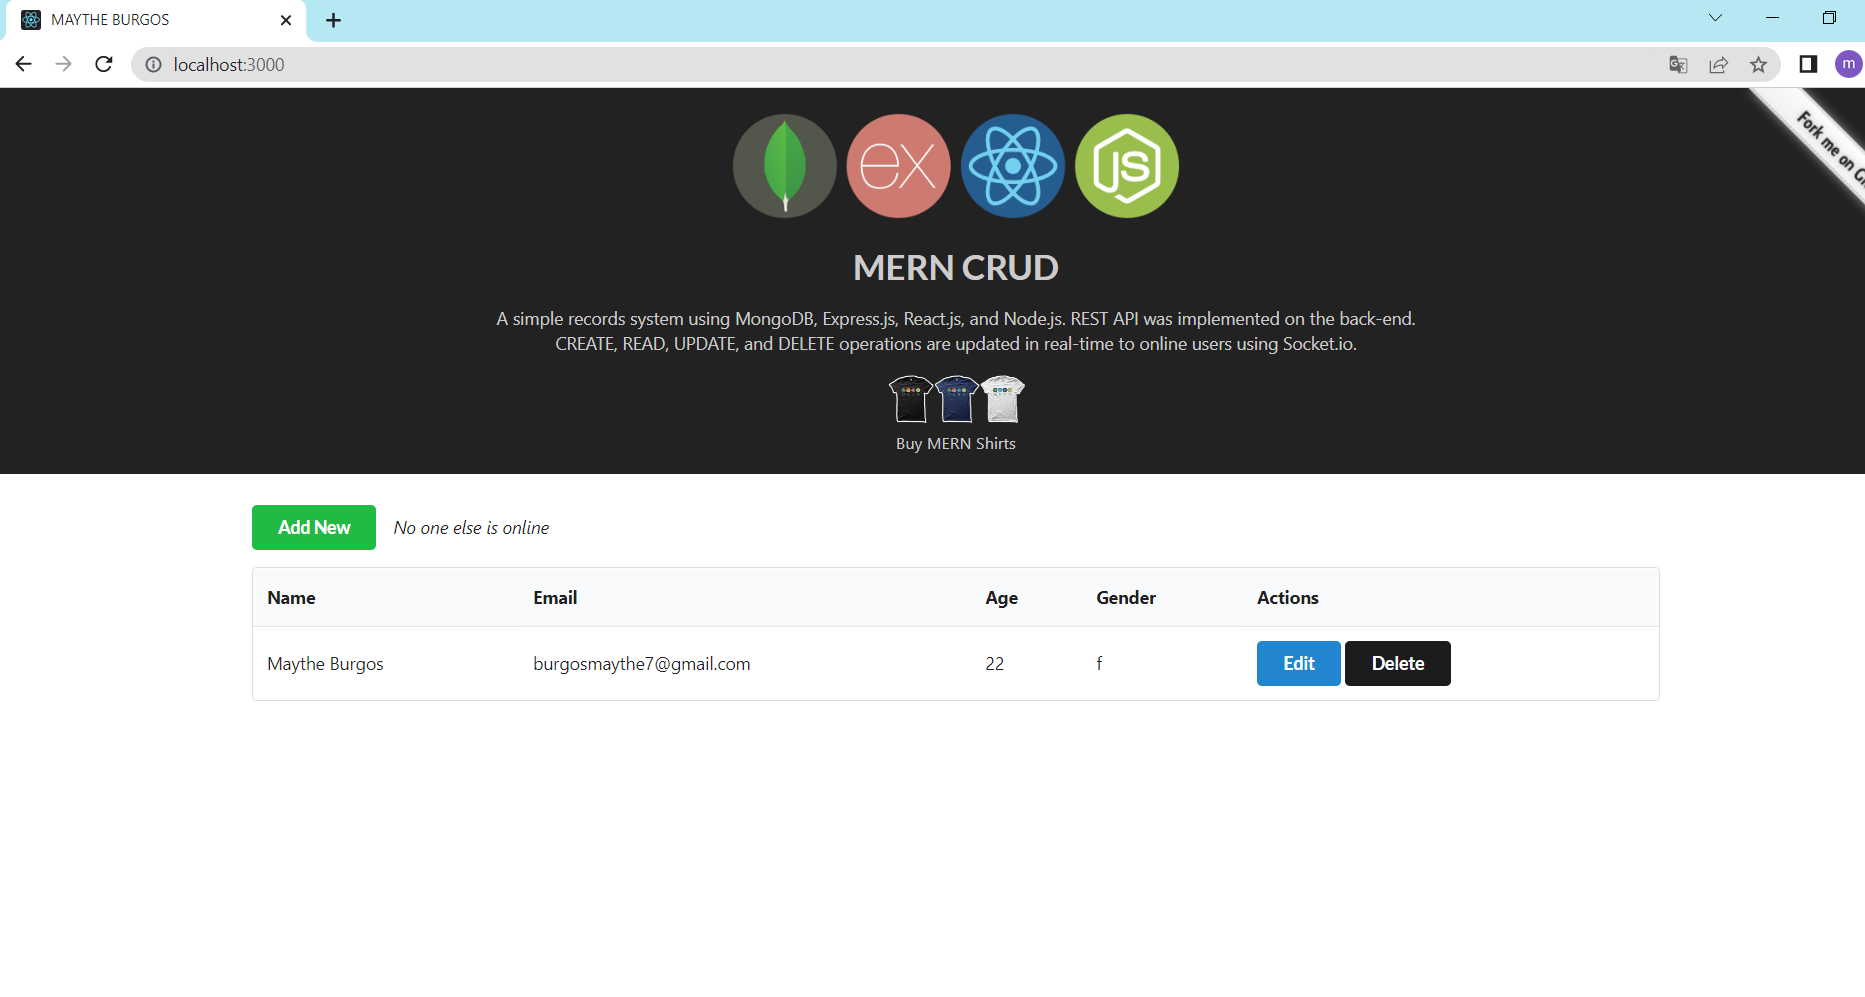 MAYTHE BURGOS
localhost:3000
m
Fork me on
ex
JS
MERN CRUD
A simple records system using MongoDB, Express.js, React.js, and Node.js. REST API was implemented on the back-end.
CREATE, READ, UPDATE, and DELETE operations are updated in real-time to online users using Socket.io.
Buy MERN Shirts
Add New No one else is online
Name Email Age Gender Actions
Maythe Burgos burgosmaythe7@gmail.com 22 f Edit Delete